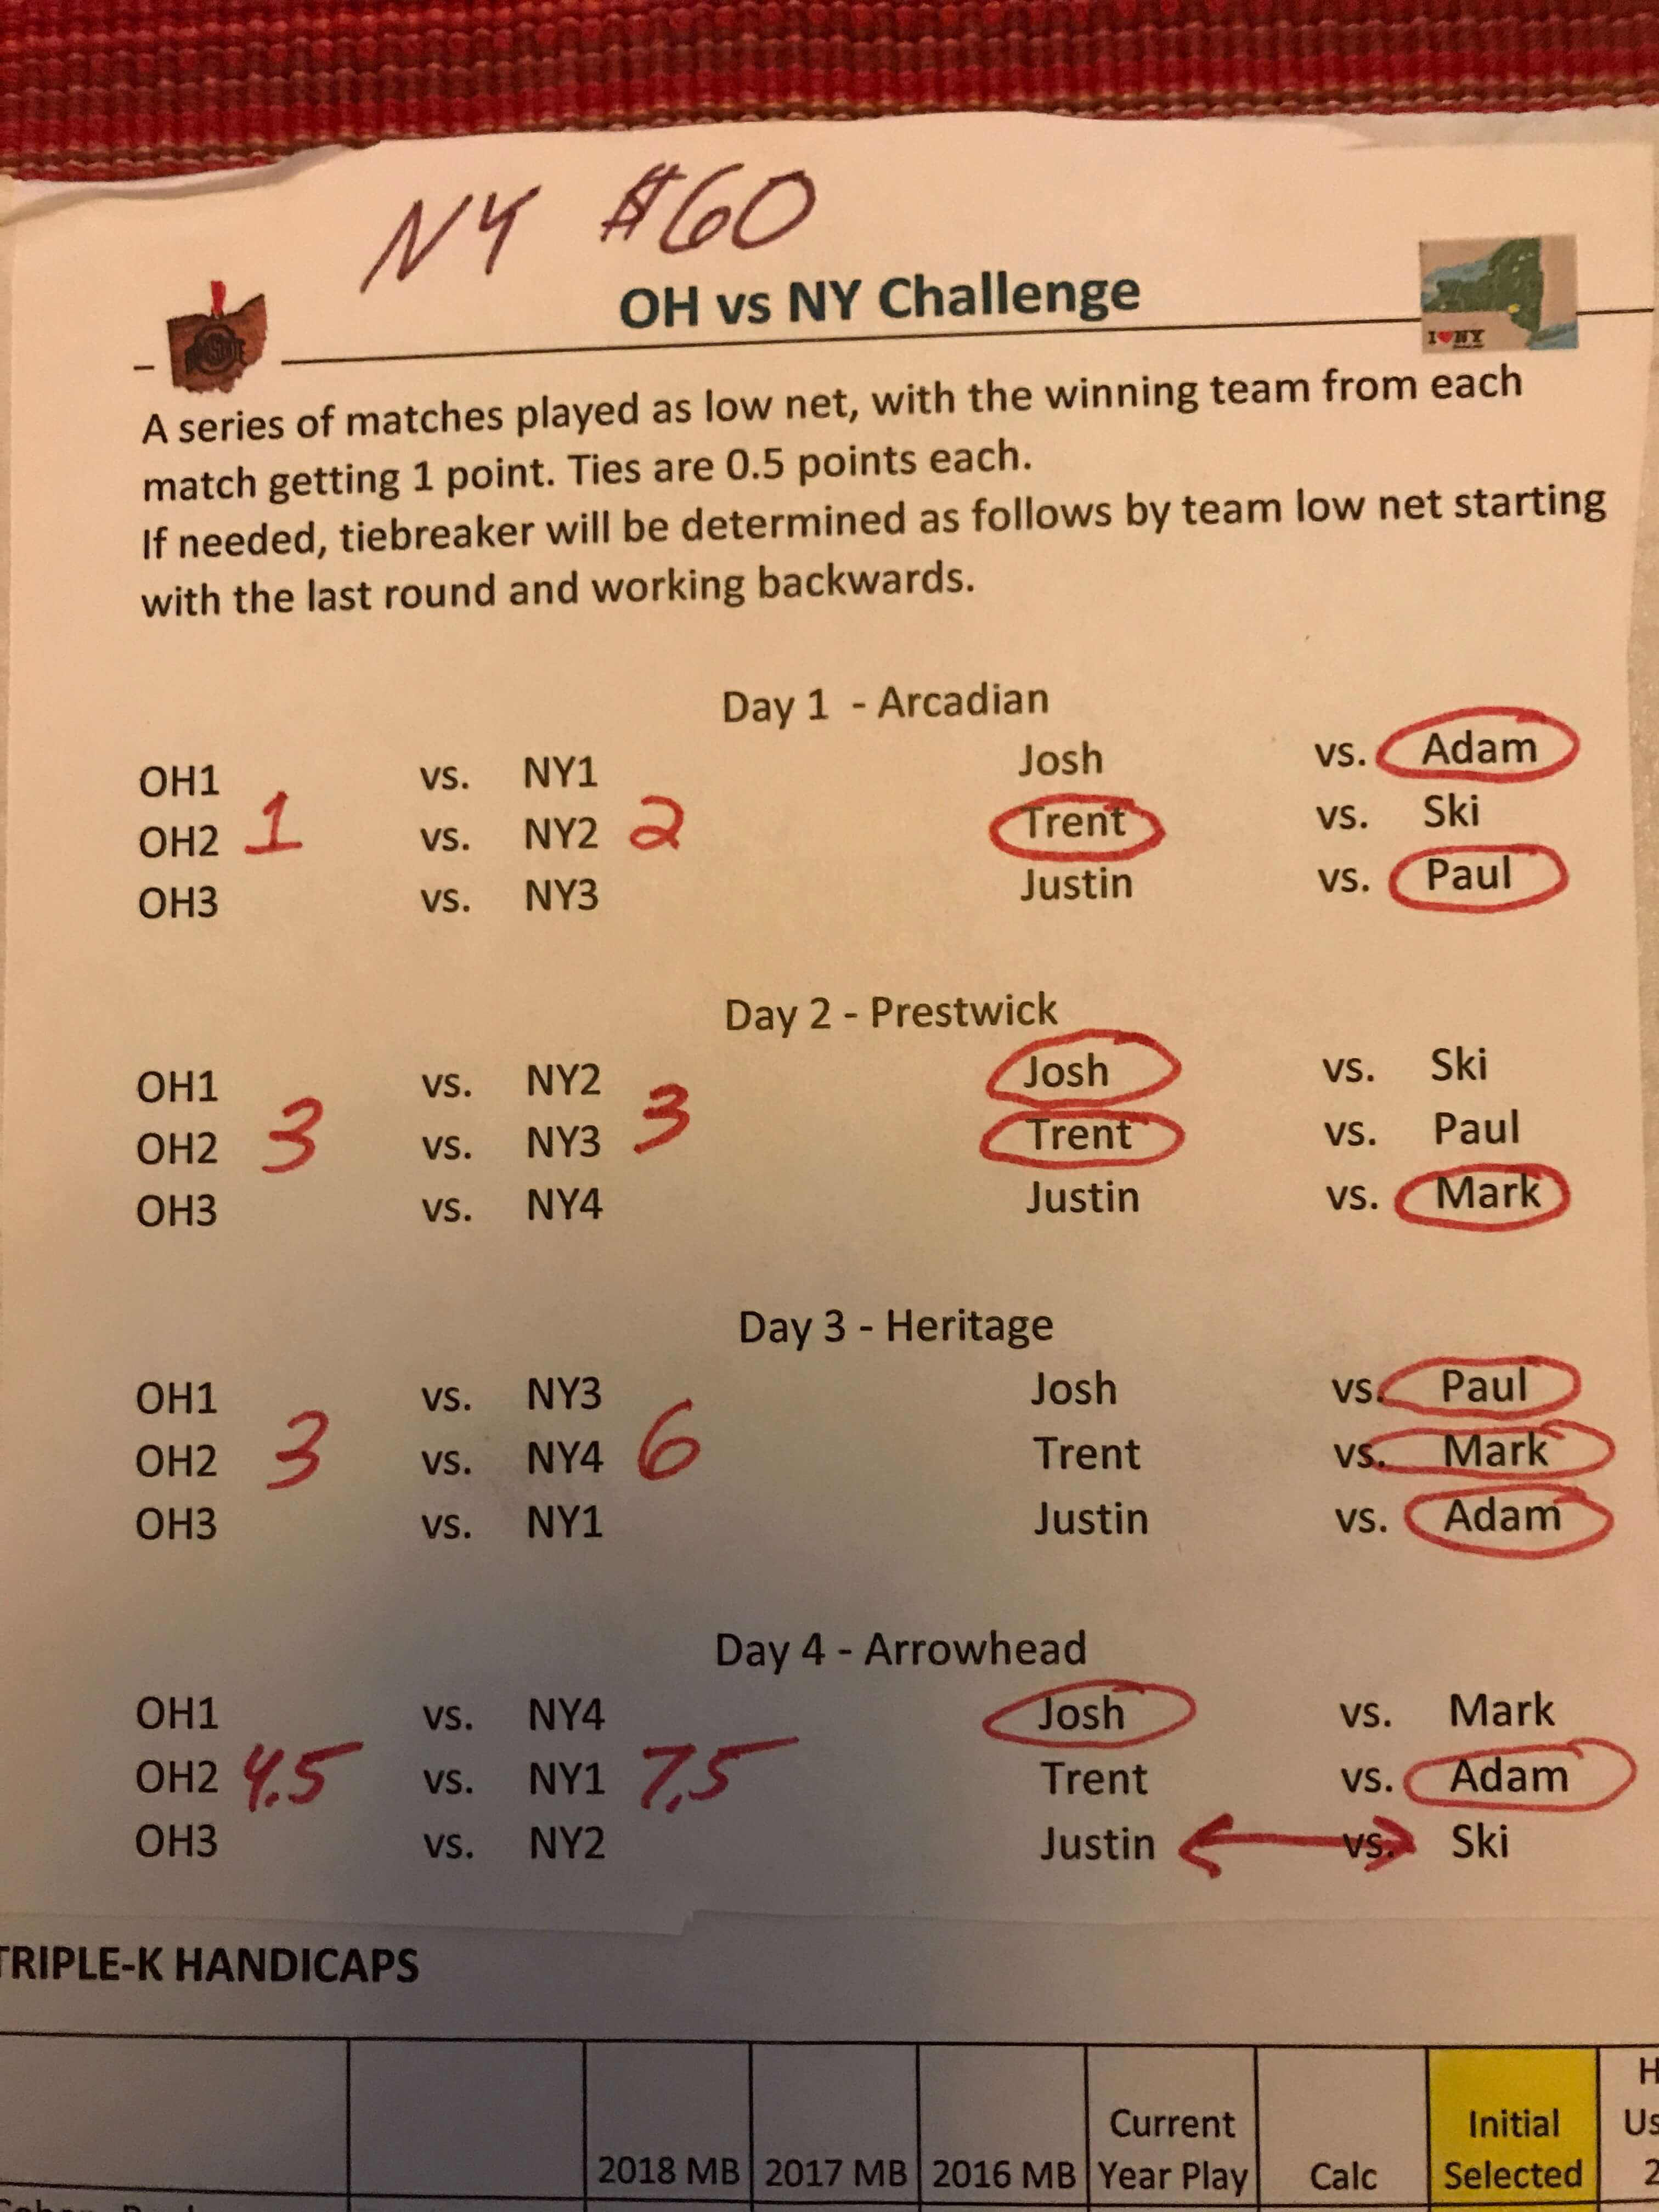 NY $60
OH vs NY Challenge
I ♥ NY
A series of matches played as low net, with the winning team from each
match getting 1 point. Ties are 0.5 points each.
If needed, tiebreaker will be determined as follows by team low net starting
with the last round and working backwards.
Day 1 - Arcadian
OH1 vs. NY1 Josh vs. Adam
OH2 1 vs. NY2 2 Trent vs. Ski
OH3 vs. NY3 Justin vs. Paul
Day 2 - Prestwick
OH1 vs. NY2 Josh vs. Ski
OH2 3 vs. NY3 3 Trent vs. Paul
OH3 vs. NY4 Justin vs. Mark
Day 3 - Heritage
OH1 vs. NY3 Josh vs. Paul
OH2 3 vs. NY4 6 Trent vs. Mark
OH3 vs. NY1 Justin vs. Adam
Day 4 - Arrowhead
OH1 vs. NY4 Josh vs. Mark
OH2 4.5 vs. NY1 7.5 Trent vs. Adam
OH3 vs. NY2 Justin vs. Ski
TRIPLE-K HANDICAPS
H
Current Initial Us
2018 MB 2017 MB 2016 MB Year Play Calc Selected 2